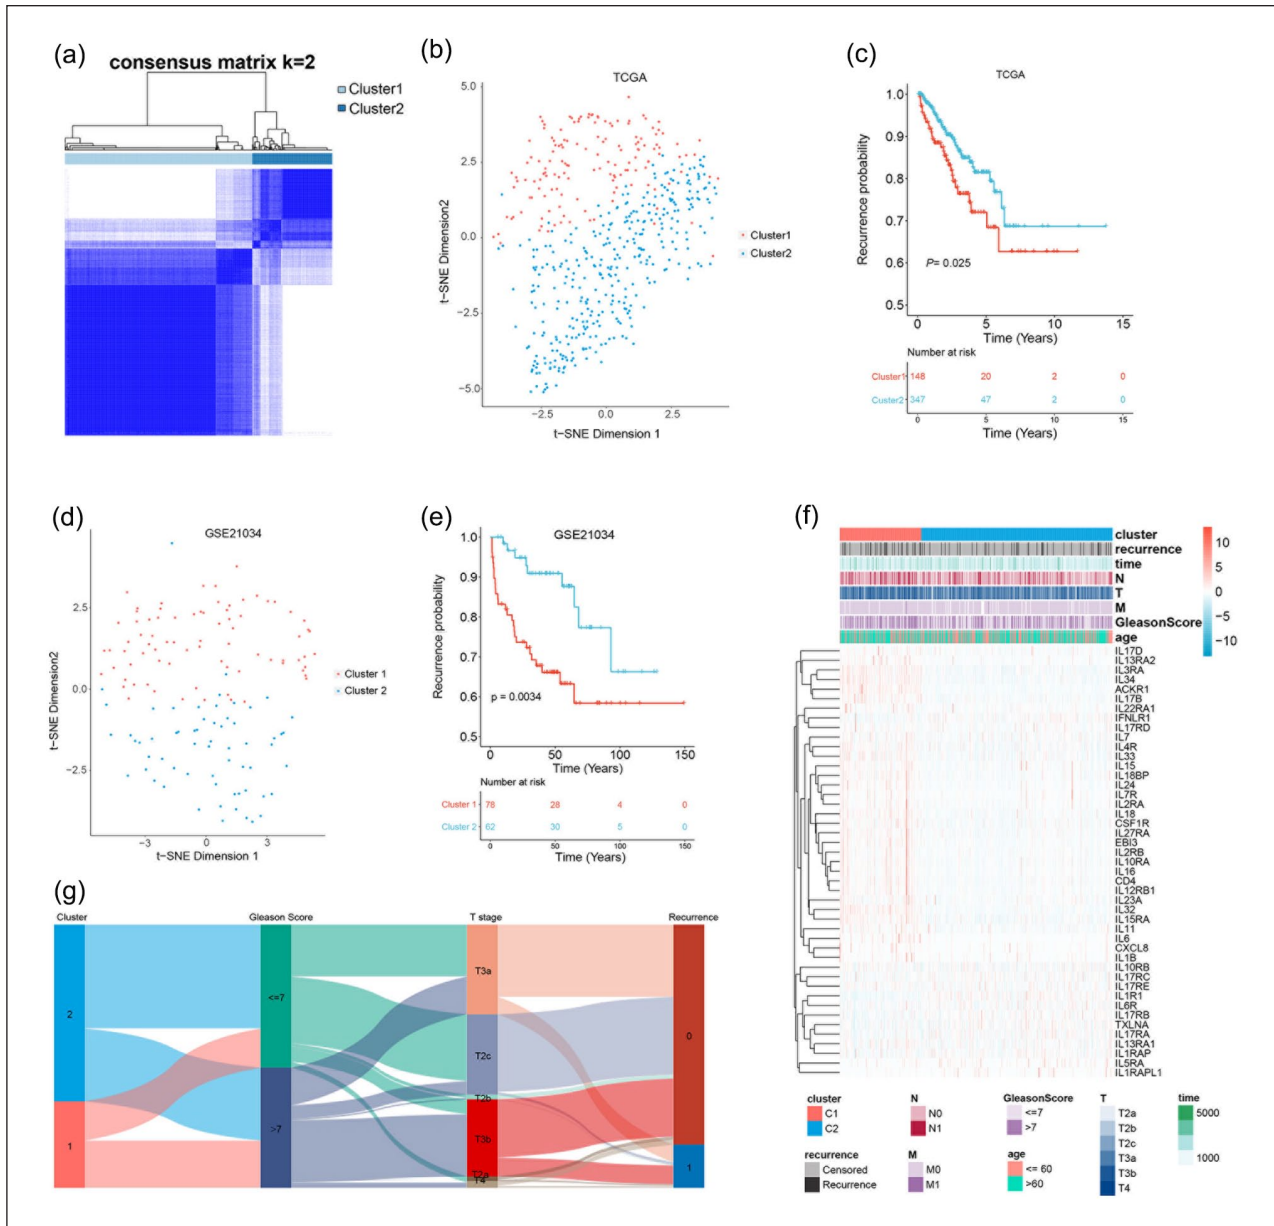 (a)
consensus matrix k=2
Cluster1
Cluster2
(b)
TCGA
5.0
2.5
0.0
−2.5
−5.0
t−SNE Dimension2
−2.5 0.0 2.5
t−SNE Dimension 1
Cluster1
Cluster2
(c)
TCGA
1.0
0.9
0.8
0.7
0.6
0.5
Recurrence probability
P= 0.025
0 5 10 15
Time (Years)
Number at risk
Cluster1 148 20 2 0
Custer2 347 47 2 0
0 5 10 15
Time (Years)
(d)
GSE21034
2.5
0.0
−2.5
t−SNE Dimension2
−3 0 3
t−SNE Dimension 1
Cluster 1
Cluster 2
(e)
GSE21034
1.0
0.9
0.8
0.7
0.6
0.5
Recurrence probability
p = 0.0034
0 50 100 150
Time (Years)
Number at risk
Cluster 1 78 28 4 0
Cluster 2 62 30 5 0
0 50 100 150
Time (Years)
(f)
cluster
recurrence
time
N
T
M
GleasonScore
age
10
5
0
−5
−10
IL17D
IL13RA2
IL3RA
IL34
ACKR1
IL17B
IL22RA1
IFNLR1
IL17RD
IL7
IL4R
IL33
IL15
IL18BP
IL24
IL7R
IL2RA
IL18
CSF1R
IL27RA
EBI3
IL2RB
IL10RA
IL16
CD4
IL12RB1
IL23A
IL32
IL15RA
IL11
IL6
CXCL8
IL1B
IL10RB
IL17RC
IL17RE
IL1R1
IL6R
IL17RB
TXLNA
IL17RA
IL13RA1
IL1RAP
IL5RA
IL1RAPL1
cluster
C1
C2
N
N0
N1
GleasonScore
<=7
>7
T
T2a
T2b
T2c
T3a
T3b
T4
time
5000
1000
recurrence
Censored
Recurrence
M
M0
M1
age
<= 60
>60
(g)
Cluster Gleason Score T stage Recurrence
2
1
<=7
>7
T3a
T2c
T2b
T3b
T2a
T4
0
1